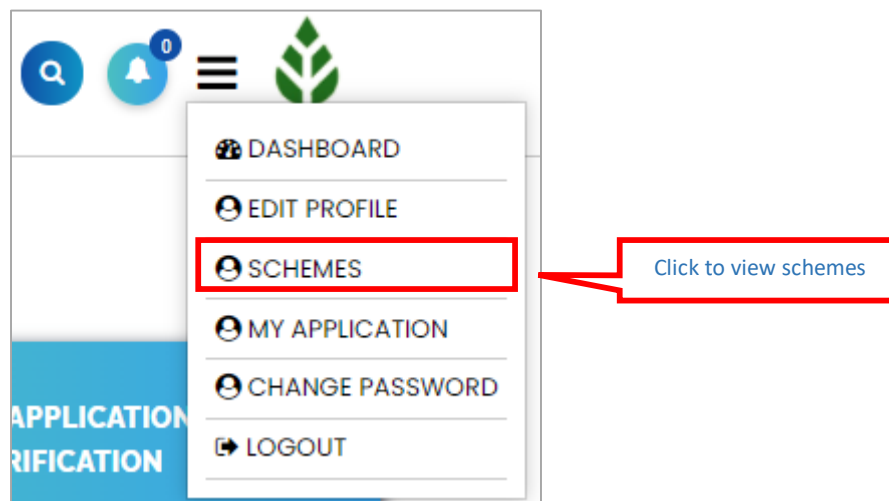 0
DASHBOARD
EDIT PROFILE
SCHEMES
Click to view schemes
MY APPLICATION
CHANGE PASSWORD
APPLICATION
LOGOUT
RIFICATION